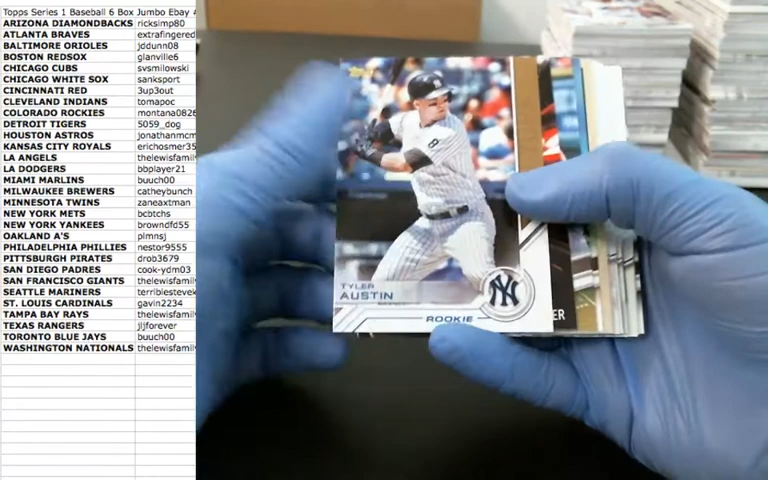 Topps Series 1 Baseball 6 Box Jumbo Ebay
ARIZONA DIAMONDBACKS ricksimp80
ATLANTA BRAVES extrafingered
BALTIMORE ORIOLES jddunn08
BOSTON REDSOX glanville6
CHICAGO CUBS svsmilowski
CHICAGO WHITE SOX sanksport
CINCINNATI RED 3up3out
CLEVELAND INDIANS tomapoc
COLORADO ROCKIES montana0826
DETROIT TIGERS 5059_dog
HOUSTON ASTROS jonathanmcm
KANSAS CITY ROYALS erichosmer35
LA ANGELS thelewisfamil
LA DODGERS bbplayer21
MIAMI MARLINS buuch00
MILWAUKEE BREWERS catheybunch
MINNESOTA TWINS zaneaxtman
NEW YORK METS bcbtchs
NEW YORK YANKEES browndfd55
OAKLAND A'S plmnsj
PHILADELPHIA PHILLIES nestor9555
PITTSBURGH PIRATES drob3679
SAN DIEGO PADRES cook-ydm03
SAN FRANCISCO GIANTS thelewisfamil
SEATTLE MARINERS terriblestevek
ST. LOUIS CARDINALS gavin2234
TAMPA BAY RAYS thelewisfamil
TEXAS RANGERS jljforever
TORONTO BLUE JAYS buuch00
WASHINGTON NATIONALS thelewisfamil
8
TYLER
AUSTIN
NY
ROOKIE
ER